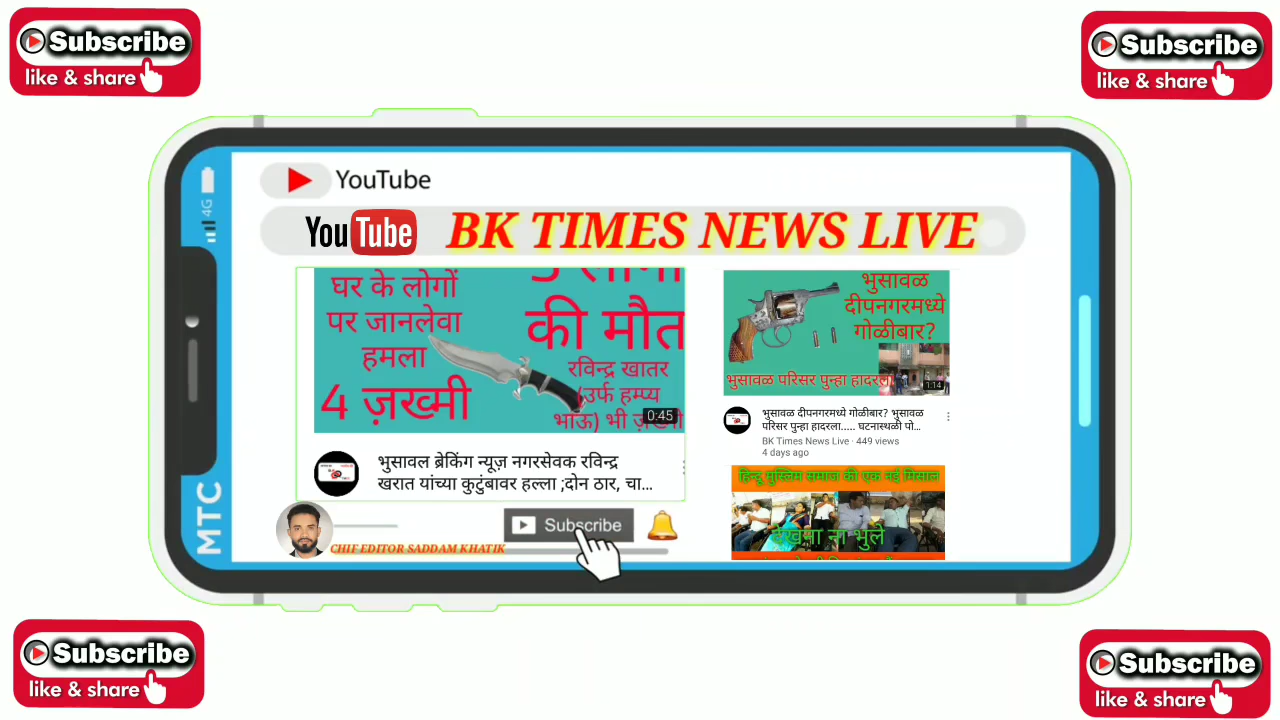 Subscribe
like & share
Subscribe
like & share
4G
YouTube
YouTube
BK TIMES NEWS LIVE
घर के लोगों
पर जानलेवा
हमला
4 ज़ख्मी
की मौत
रविन्द्र खातर
(उर्फ हम्प्य
भाऊ) भी ज़ख्मी
0:45
भुसावल ब्रेकिंग न्यूज़ नगरसेवक रविन्द्र
खरात यांच्या कुटुंबावर हल्ला ;दोन ठार, चा...
भुसावळ
दीपनगरमध्ये
गोळीबार?
भुसावळ परिसर पुन्हा हादरला
1:14
भुसावळ दीपनगरमध्ये गोळीबार? भुसावळ
परिसर पुन्हा हादरला..... घटनास्थळी पो...
BK Times News Live · 449 views
4 days ago
हिन्दू मुस्लिम समाज की एक नई मिसाल
देखना ना भुले
MTC
CHIF EDITOR SADDAM KHATIK
Subscribe
Subscribe
like & share
Subscribe
like & share